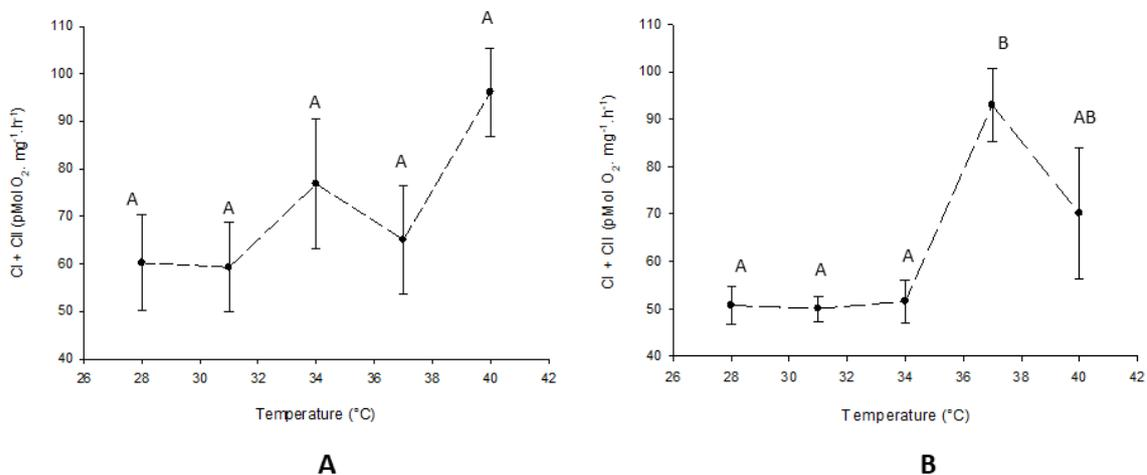 110
100
90
80
70
60
50
40
CI + CII (pMol O₂. mg⁻¹.h⁻¹)
A
A
A
A
A
26 28 30 32 34 36 38 40 42
Temperature (°C)
A
110
100
90
80
70
60
50
40
CI + CII (pMol O₂. mg⁻¹.h⁻¹)
A
A
A
B
AB
26 28 30 32 34 36 38 40 42
Temperature (°C)
B